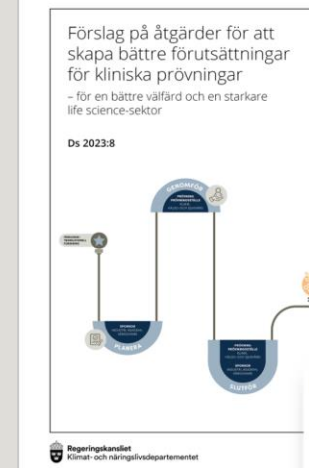 Förslag på åtgärder för att
skapa bättre förutsättningar
för kliniska prövningar
– för en bättre välfärd och en starkare
life science-sektor
Ds 2023:8
GENOMFÖR
PLANERA
SPONSOR
SLUTFÖR
Regeringskansliet
Klimat- och näringslivsdepartementet